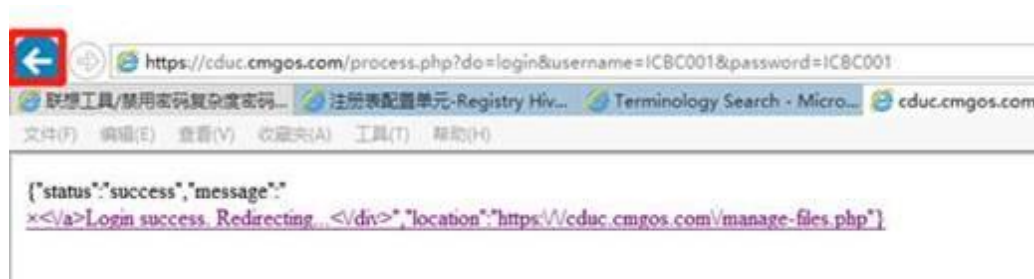 https://cduc.cmgos.com/process.php?do=login&username=ICBC001&password=ICBC001
联想工具/禁用密码复杂度密码... 注册表配置单元-Registry Hiv... Terminology Search - Micro... cduc.cmgos.com
文件(F) 编辑(E) 查看(V) 收藏夹(A) 工具(T) 帮助(H)
{"status":"success","message":"
×<\/a>Login success. Redirecting...<\/div>","location":"https:\/\/cduc.cmgos.com\/manage-files.php"}